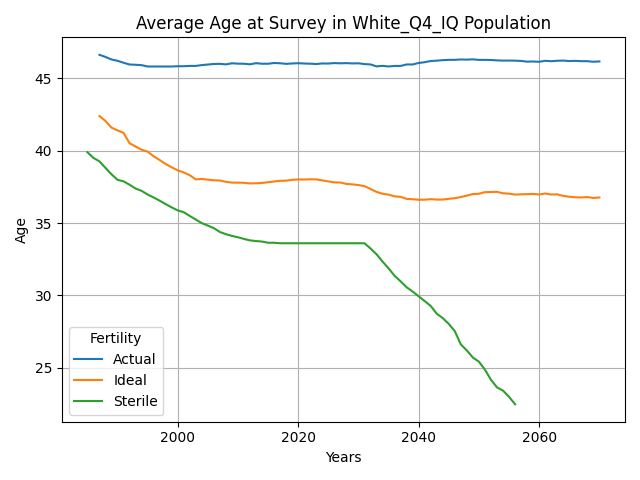 Average Age at Survey in White_Q4_IQ Population
Age
45
40
35
30
25
Fertility
Actual
Ideal
Sterile
2000 2020 2040 2060
Years